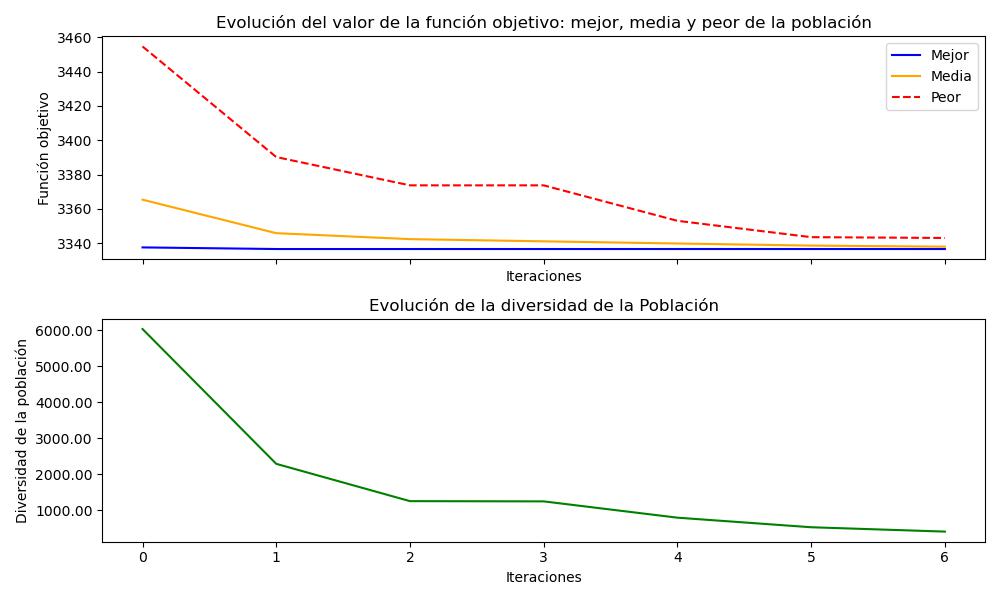 Evolución del valor de la función objetivo: mejor, media y peor de la población
3460
3440
3420
3400
3380
3360
3340
Función objetivo
Mejor
Media
Peor
Iteraciones
Evolución de la diversidad de la Población
6000.00
5000.00
4000.00
3000.00
2000.00
1000.00
Diversidad de la población
0 1 2 3 4 5 6
Iteraciones